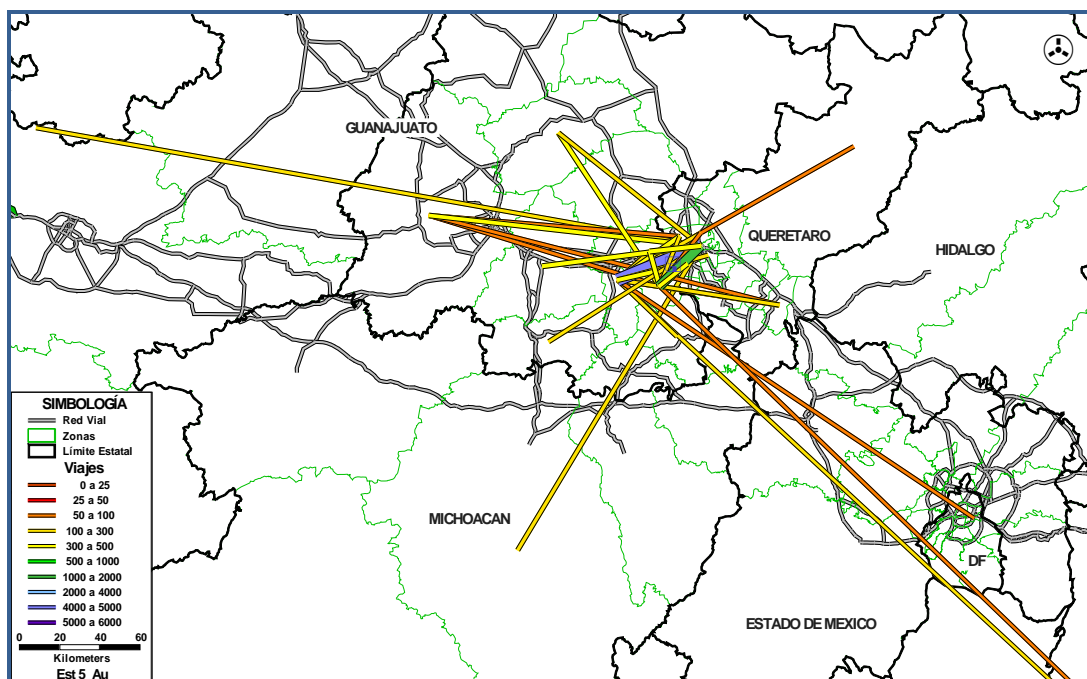 GUANAJUATO
QUERETARO
HIDALGO
MICHOACAN
DF
ESTADO DE MEXICO
SIMBOLOGÍA
Red Vial
Zonas
Límite Estatal
Viajes
0 a 25
25 a 50
50 a 100
100 a 300
300 a 500
500 a 1000
1000 a 2000
2000 a 4000
4000 a 5000
5000 a 6000
0 20 40 60
Kilometers
Est 5_Au